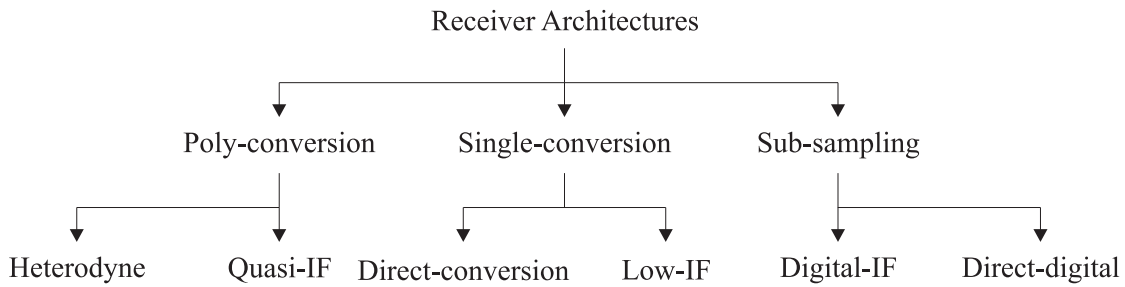 Receiver Architectures
Poly-conversion Single-conversion Sub-sampling
Heterodyne Quasi-IF Direct-conversion Low-IF Digital-IF Direct-digital